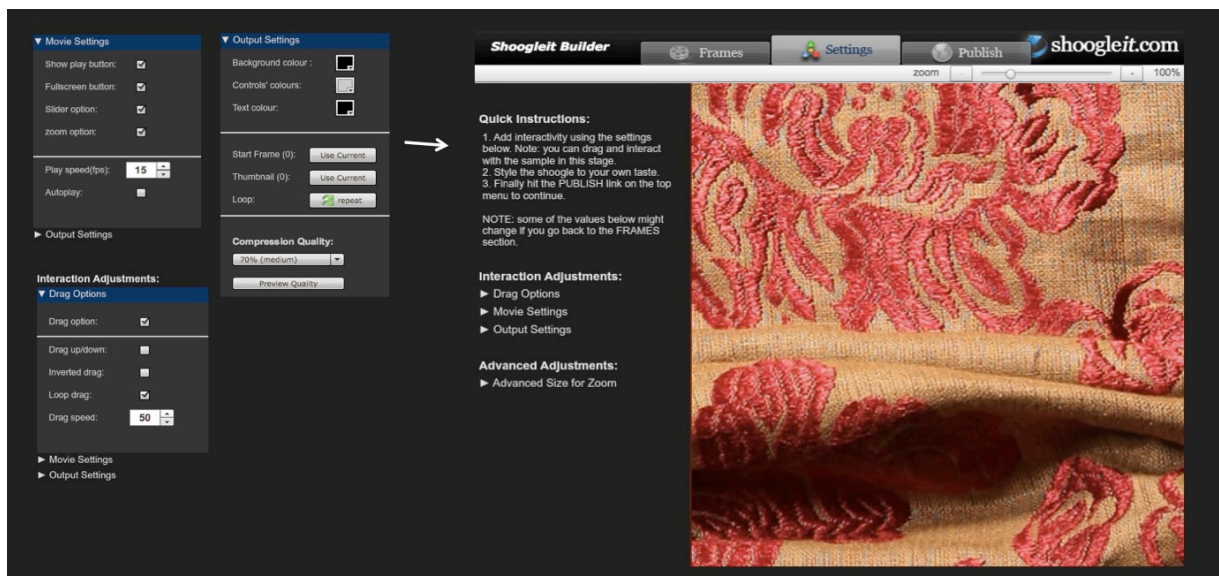 ▼ Movie Settings
Show play button:
Fullscreen button:
Slider option:
zoom option:
Play speed(fps): 15
Autoplay:
► Output Settings
Interaction Adjustments:
▼ Drag Options
Drag option:
Drag up/down:
Inverted drag:
Loop drag:
Drag speed: 50
► Movie Settings
► Output Settings
▼ Output Settings
Background colour :
Controls' colours:
Text colour:
Start Frame (0): Use Current
Thumbnail (0): Use Current
Loop: repeat
Compression Quality:
70% (medium)
Preview Quality
Shoogleit Builder Frames Settings Publish shoogleit.com
zoom - + 100%
Quick Instructions:
1. Add interactivity using the settings
below. Note: you can drag and interact
with the sample in this stage.
2. Style the shoogle to your own taste.
3. Finally hit the PUBLISH link on the top
menu to continue.
NOTE: some of the values below might
change if you go back to the FRAMES
section.
Interaction Adjustments:
► Drag Options
► Movie Settings
► Output Settings
Advanced Adjustments:
► Advanced Size for Zoom